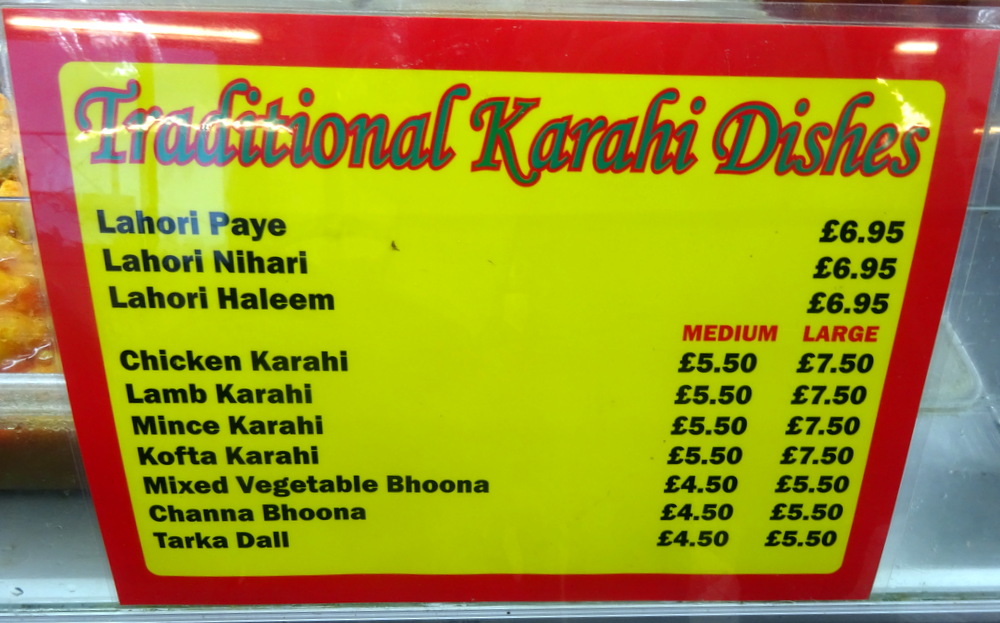 Traditional Karahi Dishes
Lahori Paye £6.95
Lahori Nihari £6.95
Lahori Haleem £6.95
MEDIUM LARGE
Chicken Karahi £5.50 £7.50
Lamb Karahi £5.50 £7.50
Mince Karahi £5.50 £7.50
Kofta Karahi £5.50 £7.50
Mixed Vegetable Bhoona £4.50 £5.50
Channa Bhoona £4.50 £5.50
Tarka Dall £4.50 £5.50